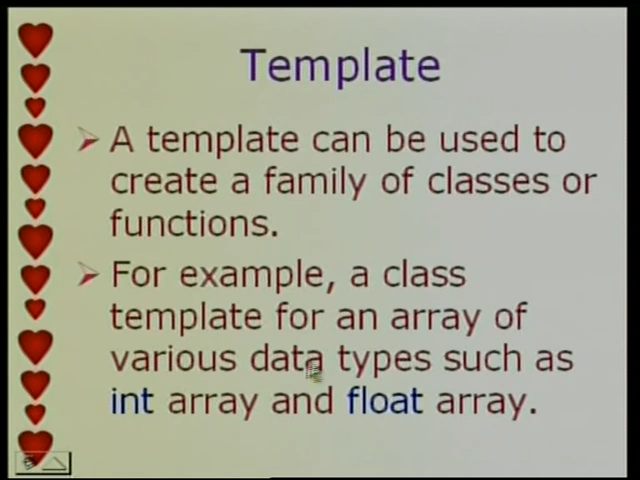 Template
A template can be used to
create a family of classes or
functions.
For example, a class
template for an array of
various data types such as
int array and float array.